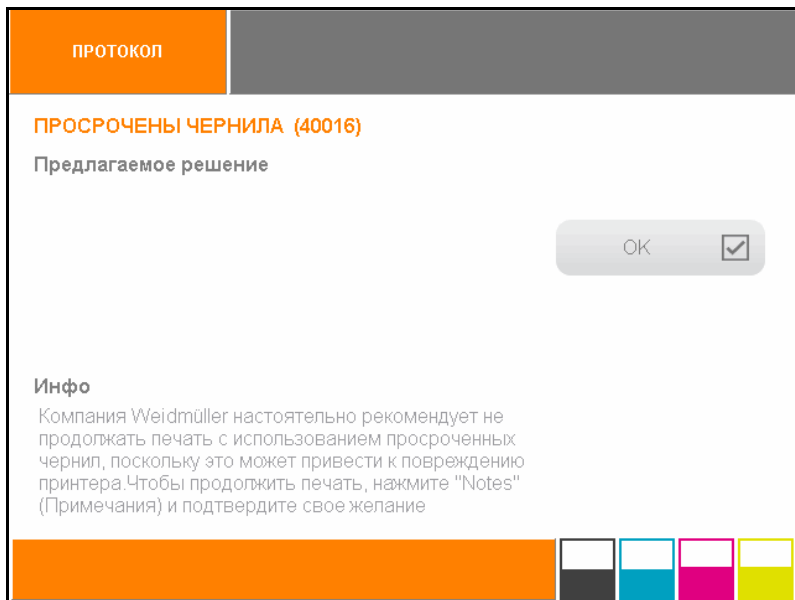 ПРОТОКОЛ
ПРОСРОЧЕНЫ ЧЕРНИЛА (40016)
Предлагаемое решение
OK
Инфо
Компания Weidmüller настоятельно рекомендует не
продолжать печать с использованием просроченных
чернил, поскольку это может привести к повреждению
принтера.Чтобы продолжить печать, нажмите "Notes"
(Примечания) и подтвердите свое желание